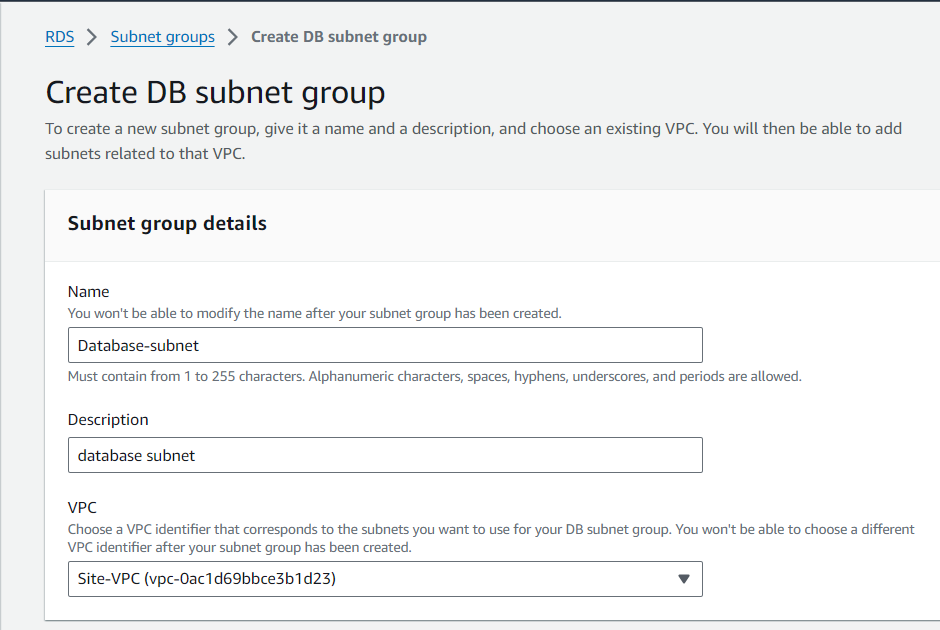 RDS > Subnet groups > Create DB subnet group
Create DB subnet group
To create a new subnet group, give it a name and a description, and choose an existing VPC. You will then be able to add
subnets related to that VPC.
Subnet group details
Name
You won't be able to modify the name after your subnet group has been created.
Database-subnet
Must contain from 1 to 255 characters. Alphanumeric characters, spaces, hyphens, underscores, and periods are allowed.
Description
database subnet
VPC
Choose a VPC identifier that corresponds to the subnets you want to use for your DB subnet group. You won't be able to choose a different
VPC identifier after your subnet group has been created.
Site-VPC (vpc-0ac1d69bbce3b1d23)